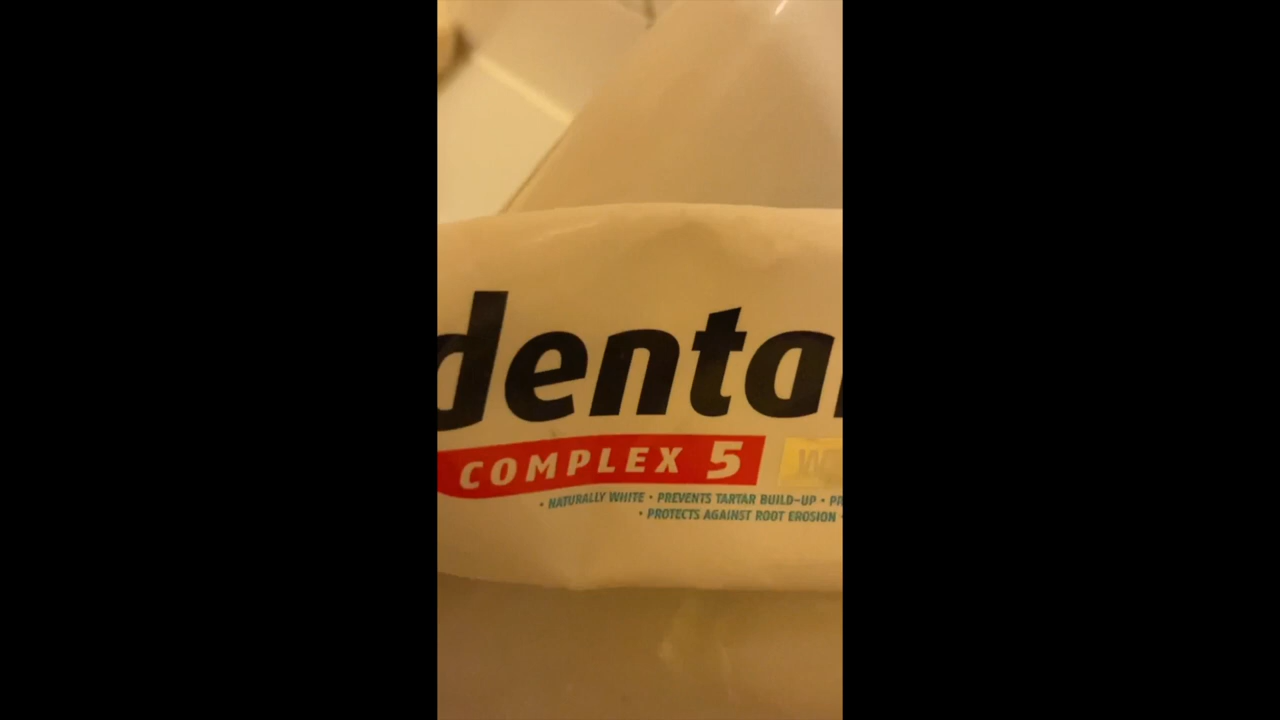 denta
COMPLEX 5 W
• NATURALLY WHITE • PREVENTS TARTAR BUILD-UP •
• PROTECTS AGAINST ROOT EROSION